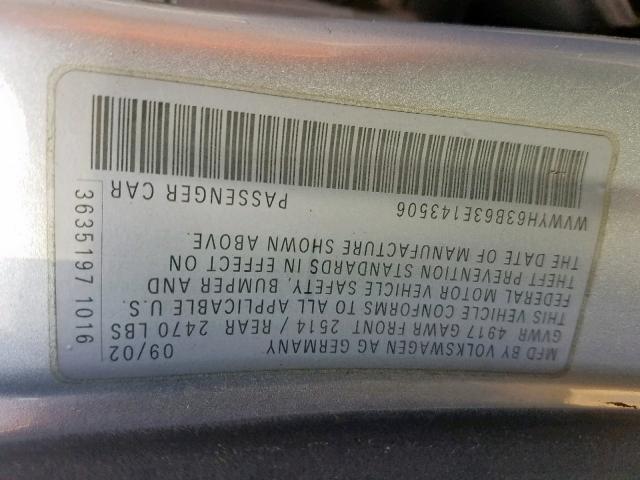 MFD BY VOLKSWAGEN AG GERMANY 09/02
GVWR 4917 GAWR FRONT 2514 / REAR 2470 LBS
THIS VEHICLE CONFORMS TO ALL APPLICABLE U.S.
FEDERAL MOTOR VEHICLE SAFETY, BUMPER AND
THEFT PREVENTION STANDARDS IN EFFECT ON
THE DATE OF MANUFACTURE SHOWN ABOVE.
WVWYH63B63E143506 PASSENGER CAR
3635197 1016